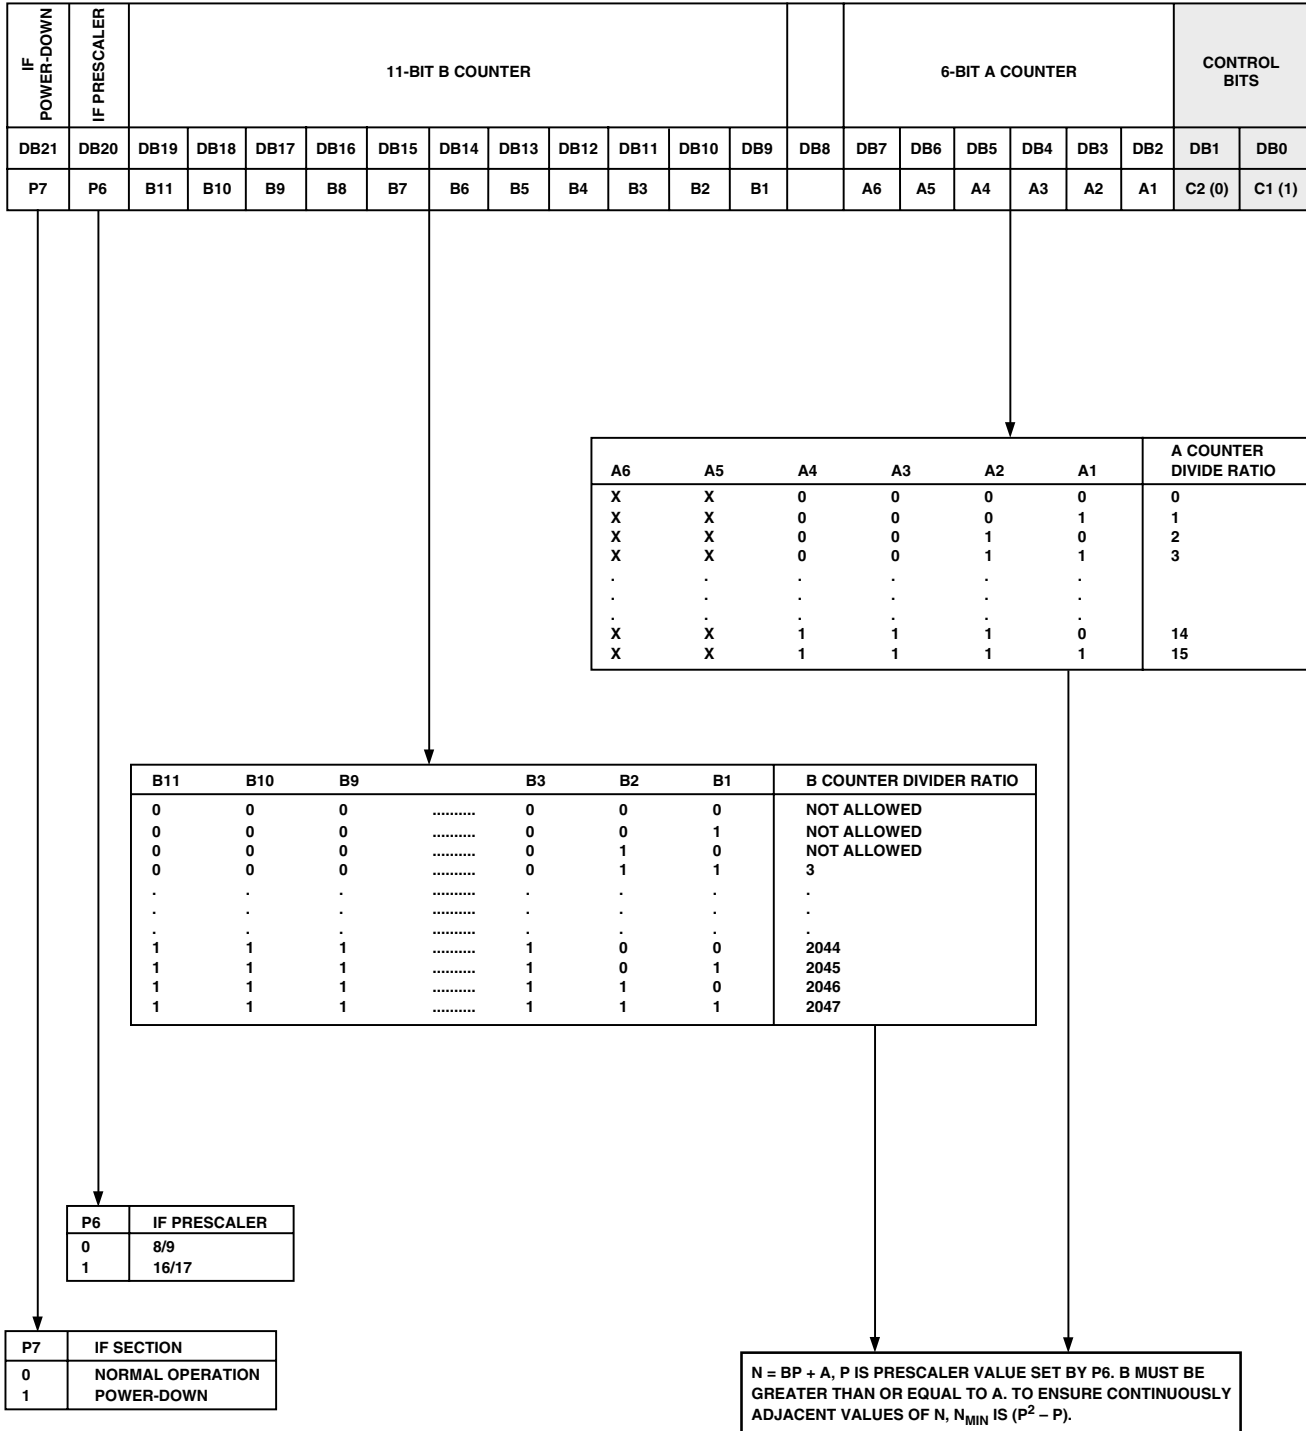 IF POWER-DOWN
IF PRESCALER
11-BIT B COUNTER
6-BIT A COUNTER
CONTROL BITS
DB21 DB20 DB19 DB18 DB17 DB16 DB15 DB14 DB13 DB12 DB11 DB10 DB9 DB8 DB7 DB6 DB5 DB4 DB3 DB2 DB1 DB0
P7 P6 B11 B10 B9 B8 B7 B6 B5 B4 B3 B2 B1 A6 A5 A4 A3 A2 A1 C2 (0) C1 (1)
A6 A5 A4 A3 A2 A1 A COUNTER DIVIDE RATIO
X X 0 0 0 0 0
X X 0 0 0 1 1
X X 0 0 1 0 2
X X 0 0 1 1 3
. . . . . .
. . . . . .
. . . . . .
X X 1 1 1 0 14
X X 1 1 1 1 15
B11 B10 B9 B3 B2 B1 B COUNTER DIVIDER RATIO
0 0 0 .......... 0 0 0 NOT ALLOWED
0 0 0 .......... 0 0 1 NOT ALLOWED
0 0 0 .......... 0 1 0 NOT ALLOWED
0 0 0 .......... 0 1 1 3
. . . .......... . . . .
. . . .......... . . . .
. . . .......... . . . .
1 1 1 .......... 1 0 0 2044
1 1 1 .......... 1 0 1 2045
1 1 1 .......... 1 1 0 2046
1 1 1 .......... 1 1 1 2047
P6 IF PRESCALER
0 8/9
1 16/17
P7 IF SECTION
0 NORMAL OPERATION
1 POWER-DOWN
N = BP + A, P IS PRESCALER VALUE SET BY P6. B MUST BE
GREATER THAN OR EQUAL TO A. TO ENSURE CONTINUOUSLY
ADJACENT VALUES OF N, N_MIN IS (P² – P).